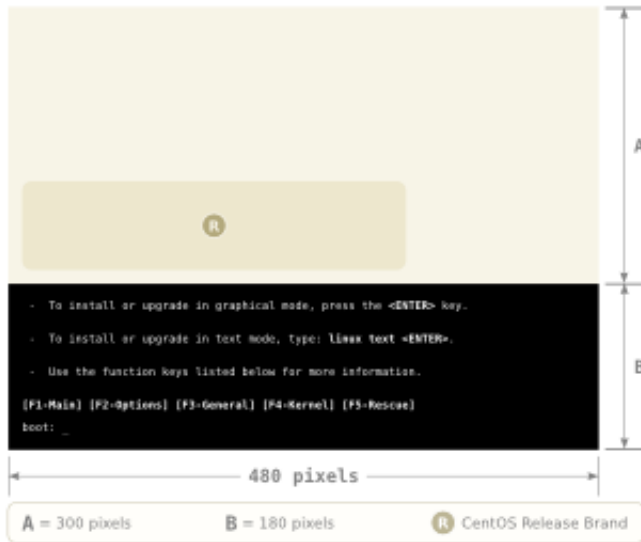 A
R
- To install or upgrade in graphical mode, press the <ENTER> key.
- To install or upgrade in text mode, type: linux text <ENTER>.
- Use the function keys listed below for more information.
[F1-Main] [F2-Options] [F3-General] [F4-Kernel] [F5-Rescue]
boot: _
B
480 pixels
A = 300 pixels B = 180 pixels R CentOS Release Brand